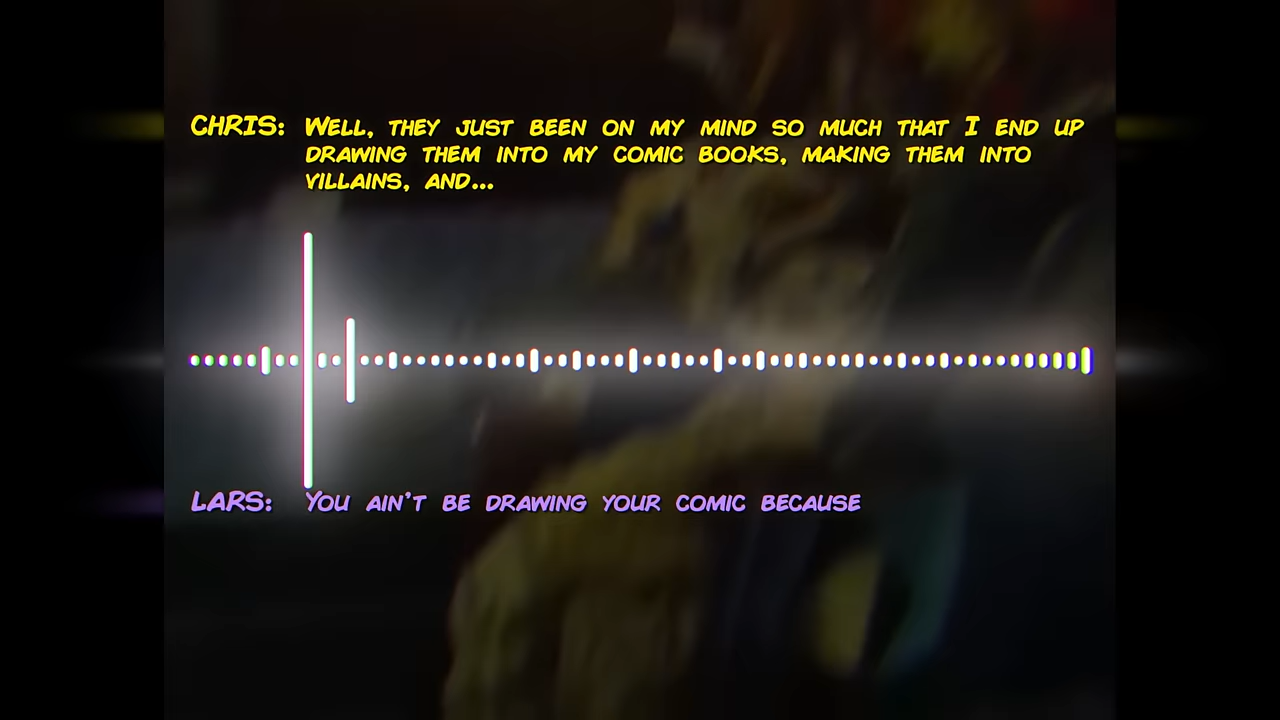 CHRIS: WELL, THEY JUST BEEN ON MY MIND SO MUCH THAT I END UP
DRAWING THEM INTO MY COMIC BOOKS, MAKING THEM INTO
VILLAINS, AND...
LARS: YOU AIN'T BE DRAWING YOUR COMIC BECAUSE